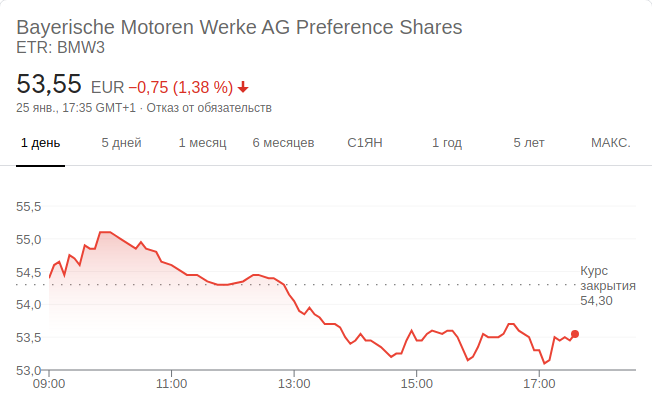 Bayerische Motoren Werke AG Preference Shares
ETR: BMW3
53,55 EUR −0,75 (1,38 %)
25 янв., 17:35 GMT+1 · Отказ от обязательств
1 день 5 дней 1 месяц 6 месяцев С1ЯН 1 год 5 лет МАКС.
55,5
55,0
54,5
54,0
53,5
53,0
Курс
закрытия
54,30
09:00 11:00 13:00 15:00 17:00